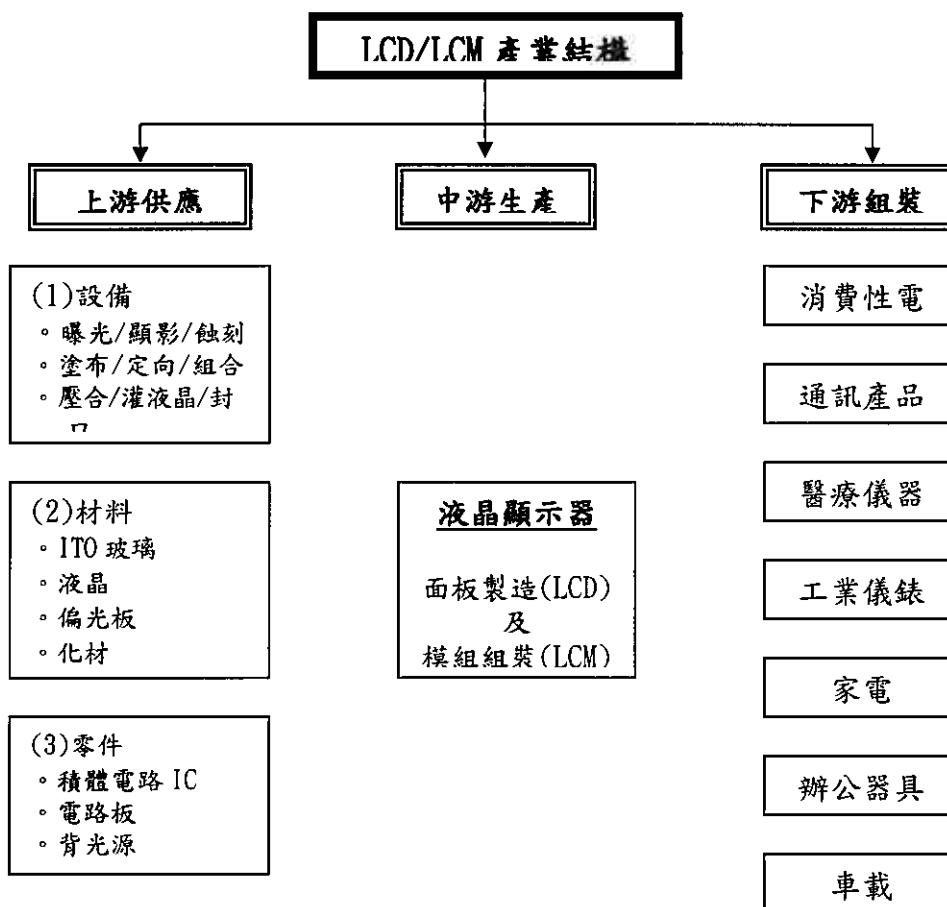 LCD/LCM 產業結構
上游供應
中游生產
下游組裝
(1)設備
。曝光/顯影/蝕刻
。塗布/定向/組合
。壓合/灌液晶/封
口
(2)材料
。ITO 玻璃
。液晶
。偏光板
。化材
(3)零件
。積體電路 IC
。電路板
。背光源
液晶顯示器
面板製造(LCD)
及
模組組裝(LCM)
消費性電
通訊產品
醫療儀器
工業儀錶
家電
辦公器具
車載